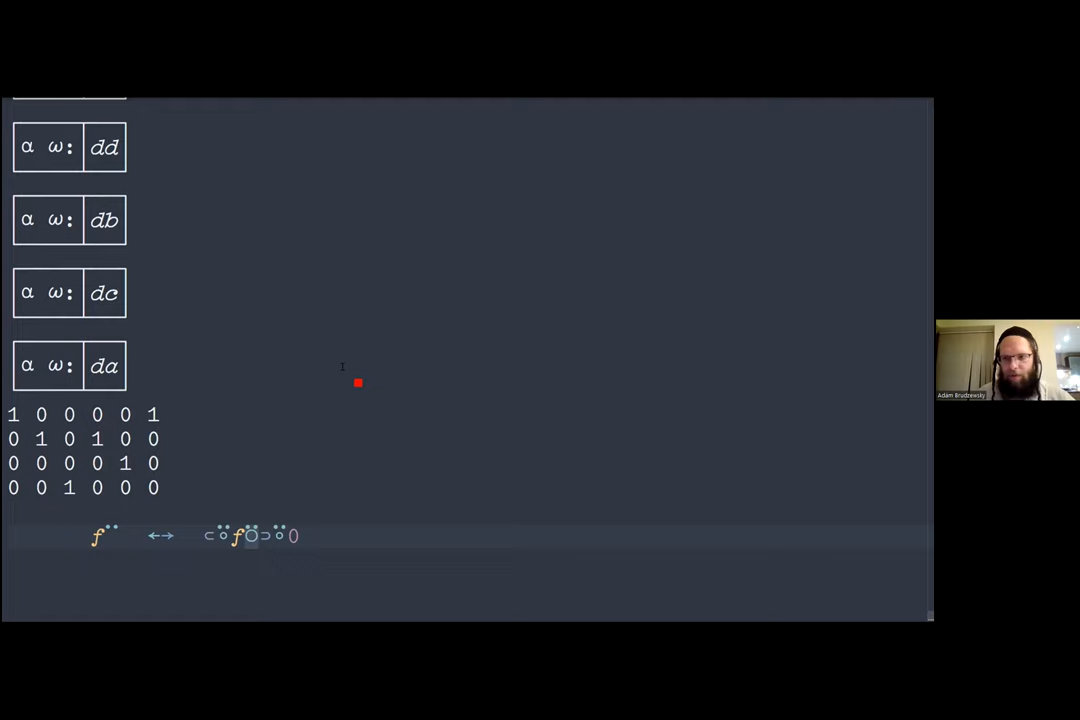 ⍺ ⍵: dd
⍺ ⍵: db
⍺ ⍵: dc
⍺ ⍵: da
1 0 0 0 0 1
0 1 0 1 0 0
0 0 0 0 1 0
0 0 1 0 0 0
f¨ ←→ ⊂⍤f⍥⊃⍤0
Adám Brudzewsky